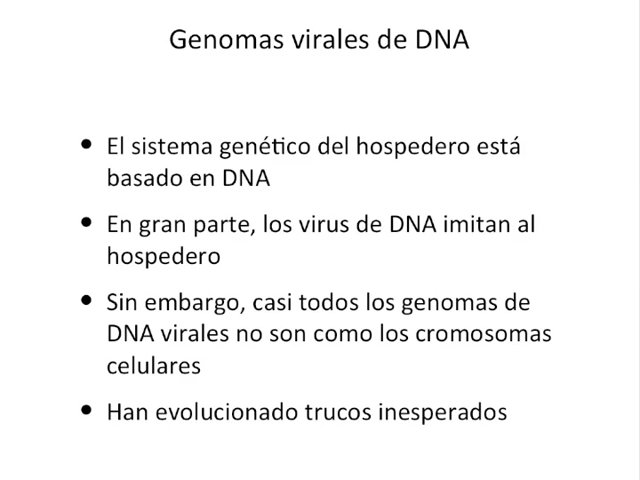 Genomas virales de DNA
• El sistema genético del hospedero está
basado en DNA
• En gran parte, los virus de DNA imitan al
hospedero
• Sin embargo, casi todos los genomas de
DNA virales no son como los cromosomas
celulares
• Han evolucionado trucos inesperados